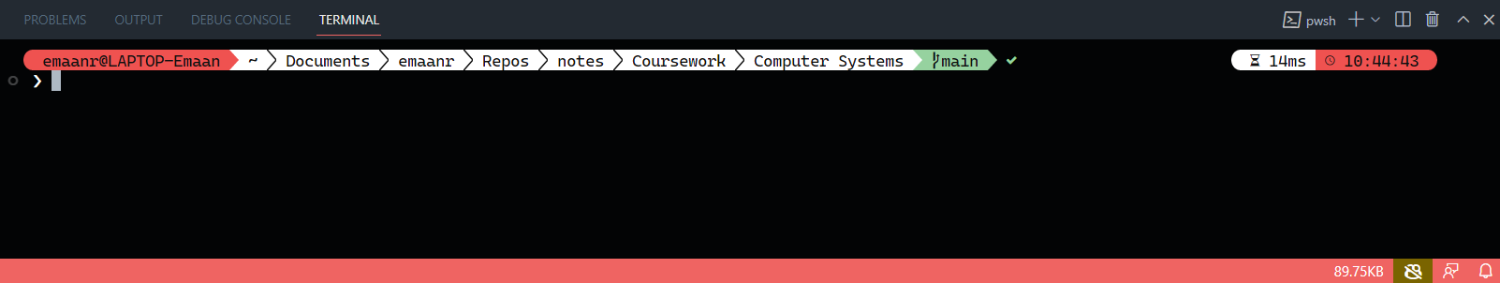 PROBLEMS OUTPUT DEBUG CONSOLE TERMINAL pwsh
emaanr@LAPTOP-Emaan ~ Documents emaanr Repos notes Coursework Computer Systems main ✓ 14ms 10:44:43
❯
89.75KB